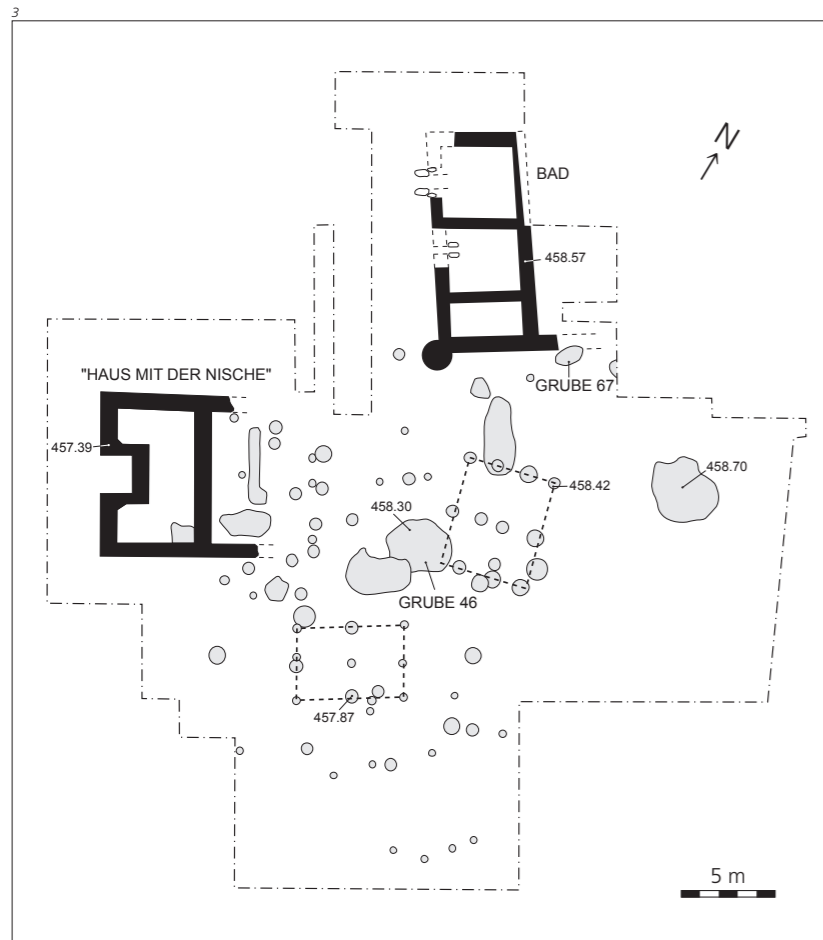 3
N
BAD
458.57
"HAUS MIT DER NISCHE"
GRUBE 67
457.39
458.70
458.42
458.30
GRUBE 46
457.87
5 m